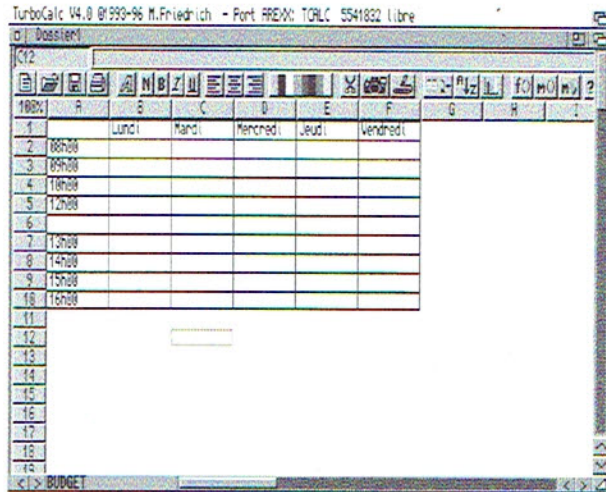 TurboCalc V4.0 ©1993-96 M.Friedrich - Port AREXX: TCALC 5541832 libre
Dossier1
C12
N B I U
100% A B C D E F G H I
1 Lundi Mardi Mercredi Jeudi Vendredi
2 08h00
3 09h00
4 10h00
5 12h00
6
7 13h00
8 14h00
9 15h00
10 16h00
11
12
13
14
15
16
17
18
19
BUDGET